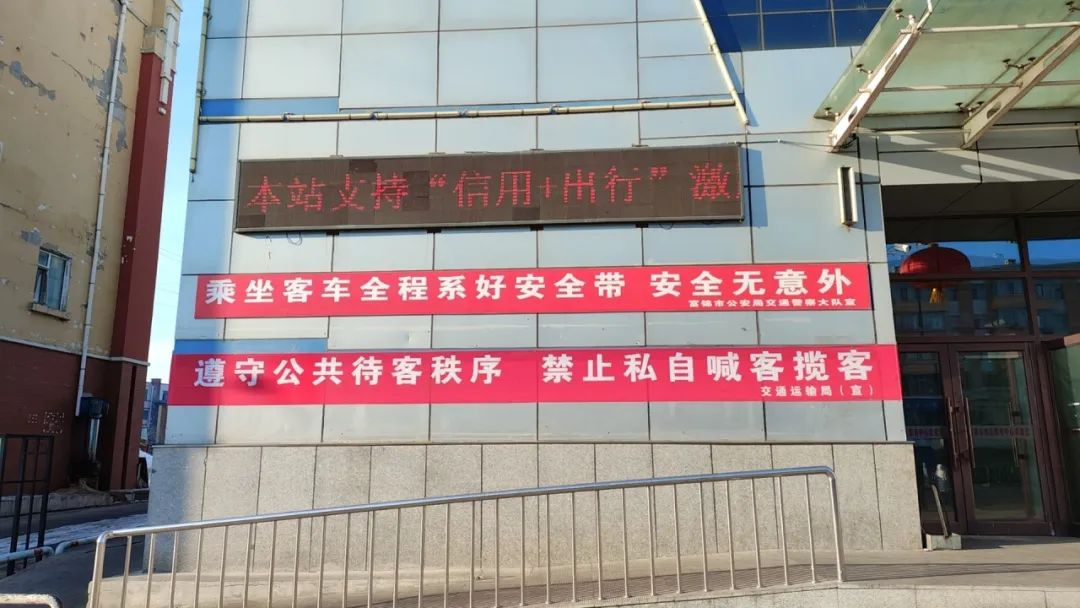 本站支持“信用+出行”激
乘坐客车全程系好安全带 安全无意外
富锦市公安局交通警察大队宣
遵守公共待客秩序 禁止私自喊客揽客
交通运输局（宣）